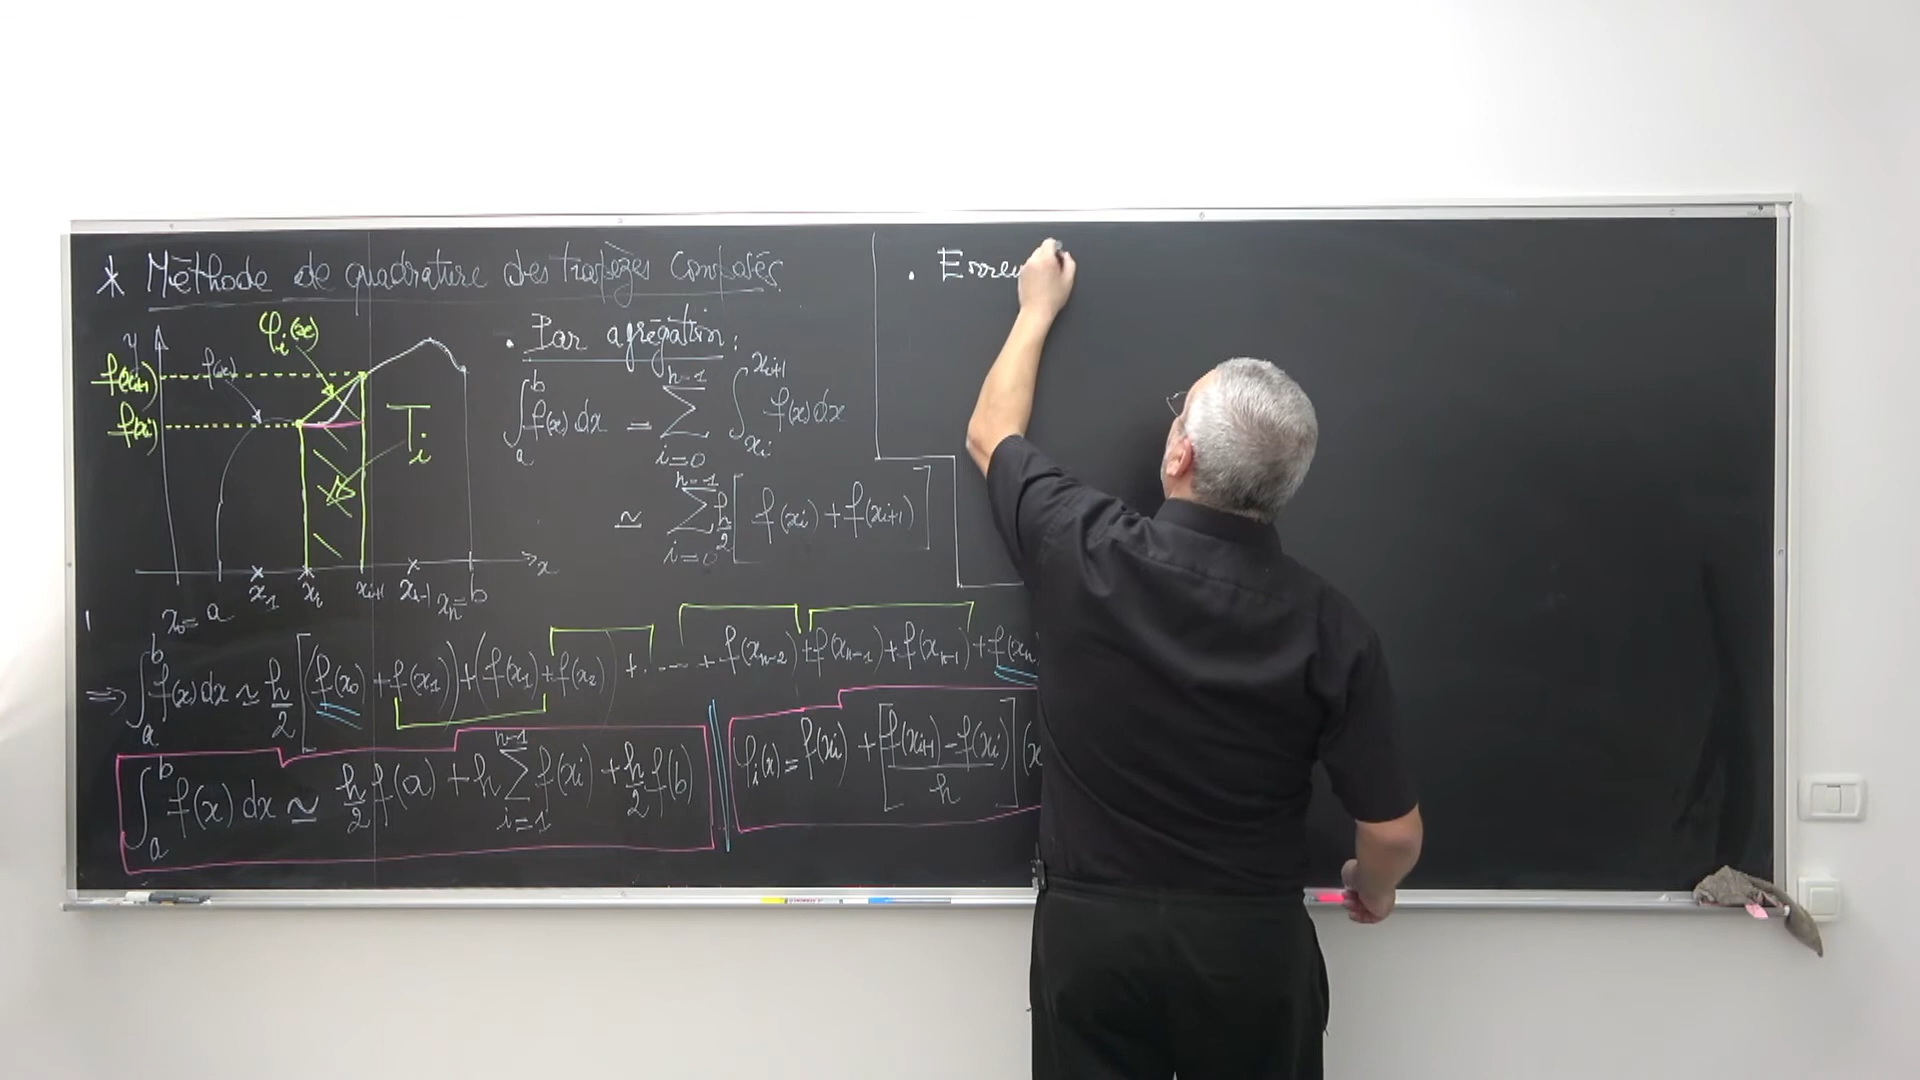 * Méthode de quadrature des trapèzes composés
y
φᵢ(x)
f(xᵢ₊₁)
f(x)
f(xᵢ)
Tᵢ
x
x₀ = a x₁ xᵢ xᵢ₊₁ xₙ₋₁ xₙ = b
. Par agrégation :
∫ₐᵇ f(x) dx = ∑ᵢ₌₀ⁿ⁻¹ ∫_{xᵢ}^{xᵢ₊₁} f(x) dx
≃ ∑ᵢ₌₀ⁿ⁻¹ h/2 [ f(xᵢ) + f(xᵢ₊₁) ]
⇒ ∫ₐᵇ f(x) dx ≃ h/2 [ (f(x₀) + f(x₁)) + (f(x₁) + f(x₂)) + .... + f(xₙ₋₂) + f(xₙ₋₁) + f(xₙ₋₁) + f(xₙ)
∫ₐᵇ f(x) dx ≃ h/2 f(a) + h ∑ᵢ₌₁ⁿ⁻¹ f(xᵢ) + h/2 f(b)
φᵢ(x) = f(xᵢ) + [ (f(xᵢ₊₁) - f(xᵢ)) / h ] (x
. Erreu